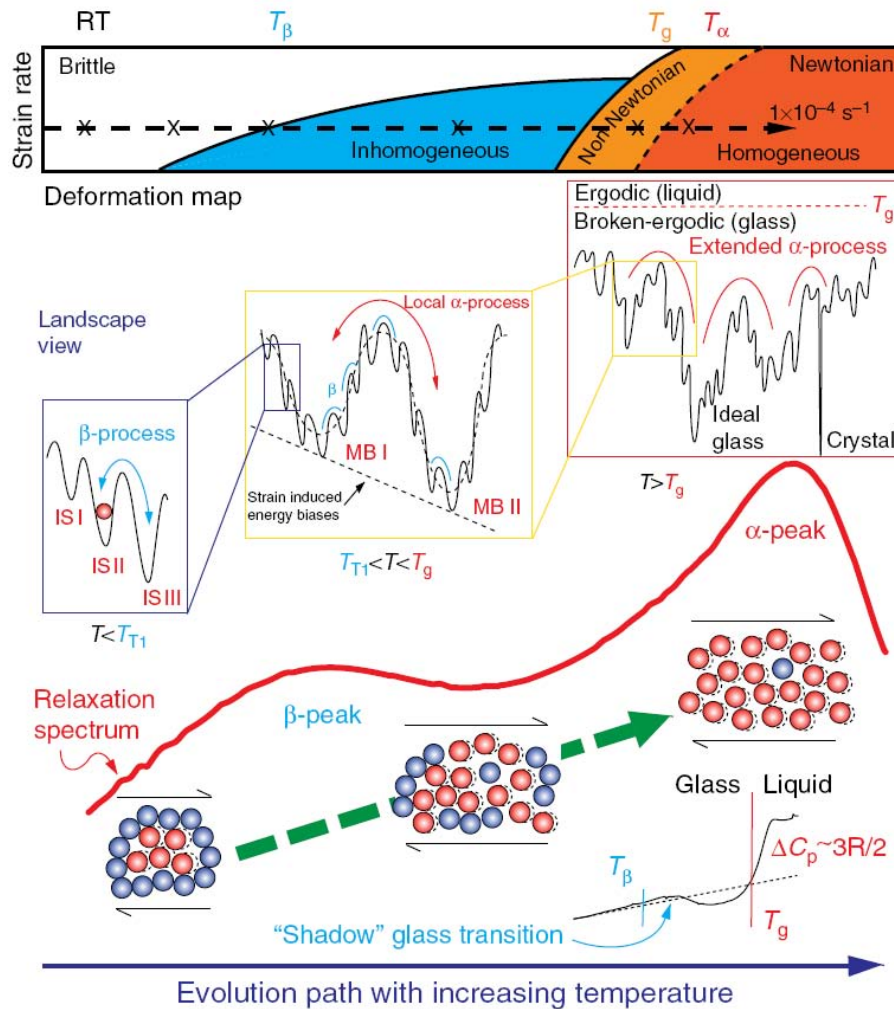 RT
Tβ
Tg
Tα
Strain rate
Brittle
Inhomogeneous
Non-Newtonian
Newtonian
1×10⁻⁴ s⁻¹
Homogeneous
Deformation map
Ergodic (liquid)
Tg
Broken-ergodic (glass)
Extended α-process
Ideal
glass
Crystal
T>Tg
Landscape
view
Local α-process
β
MB I
MB II
Strain induced
energy biases
TT1<T<Tg
β-process
IS I
IS II
IS III
T<TT1
α-peak
Relaxation
spectrum
β-peak
Glass
Liquid
ΔCp~3R/2
Tβ
Tg
“Shadow” glass transition
Evolution path with increasing temperature